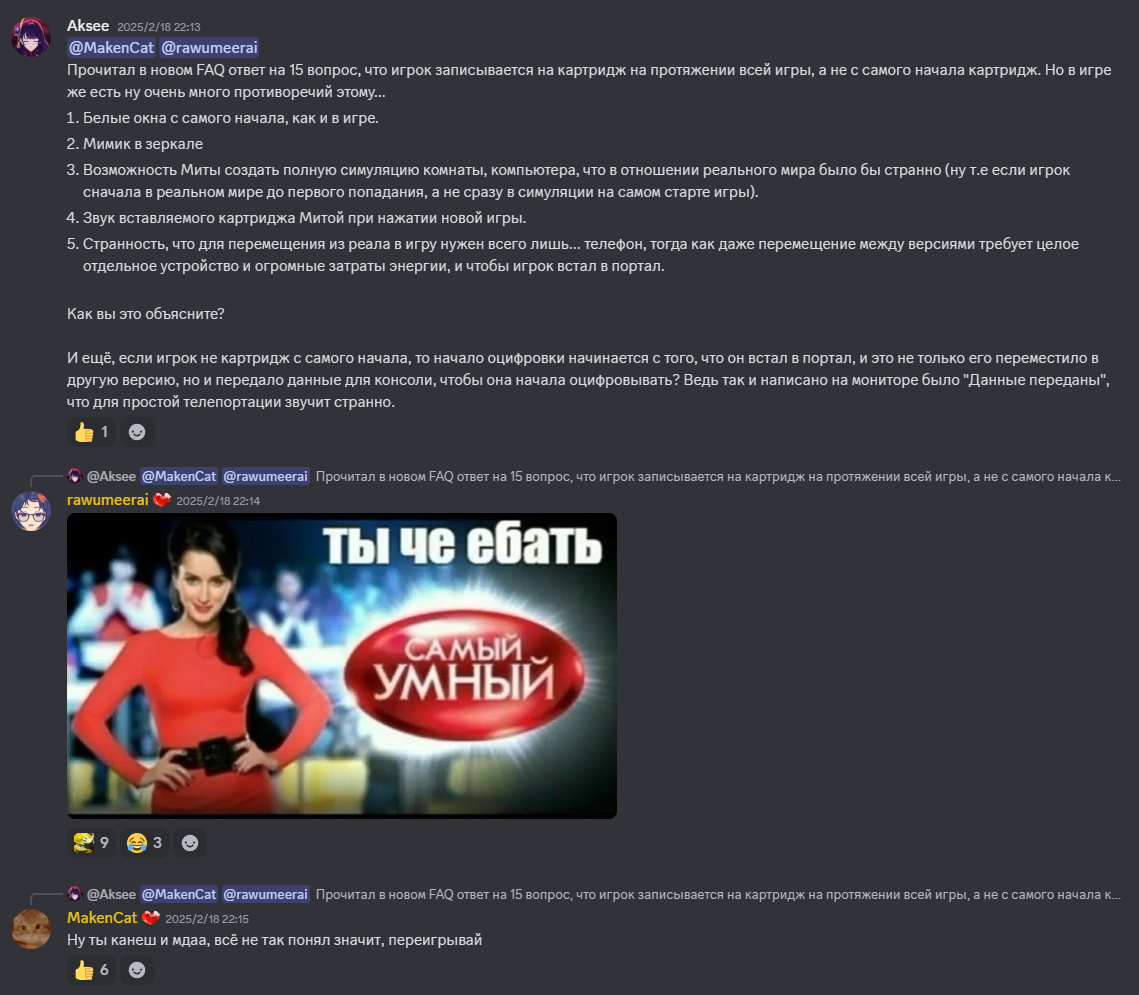 Aksee 2025/2/18 22:13
@MakenCat @rawumeerai
Прочитал в новом FAQ ответ на 15 вопрос, что игрок записывается на картридж на протяжении всей игры, а не с самого начала картридж. Но в игре
же есть ну очень много противоречий этому...
1. Белые окна с самого начала, как и в игре.
2. Мимик в зеркале
3. Возможность Миты создать полную симуляцию комнаты, компьютера, что в отношении реального мира было бы странно (ну т.е если игрок
сначала в реальном мире до первого попадания, а не сразу в симуляции на самом старте игры).
4. Звук вставляемого картриджа Митой при нажатии новой игры.
5. Странность, что для перемещения из реала в игру нужен всего лишь... телефон, тогда как даже перемещение между версиями требует целое
отдельное устройство и огромные затраты энергии, и чтобы игрок встал в портал.
Как вы это объясните?
И ещё, если игрок не картридж с самого начала, то начало оцифровки начинается с того, что он встал в портал, и это не только его переместило в
другую версию, но и передало данные для консоли, чтобы она начала оцифровывать? Ведь так и написано на мониторе было "Данные переданы",
что для простой телепортации звучит странно.
1
@Aksee @MakenCat @rawumeerai Прочитал в новом FAQ ответ на 15 вопрос, что игрок записывается на картридж на протяжении всей игры, а не с самого начала к...
rawumeerai 2025/2/18 22:14
ты че ебать
САМЫЙ
УМНЫЙ
9 3
@Aksee @MakenCat @rawumeerai Прочитал в новом FAQ ответ на 15 вопрос, что игрок записывается на картридж на протяжении всей игры, а не с самого начала к...
MakenCat 2025/2/18 22:15
Ну ты канеш и мдаа, всё не так понял значит, переигрывай
6